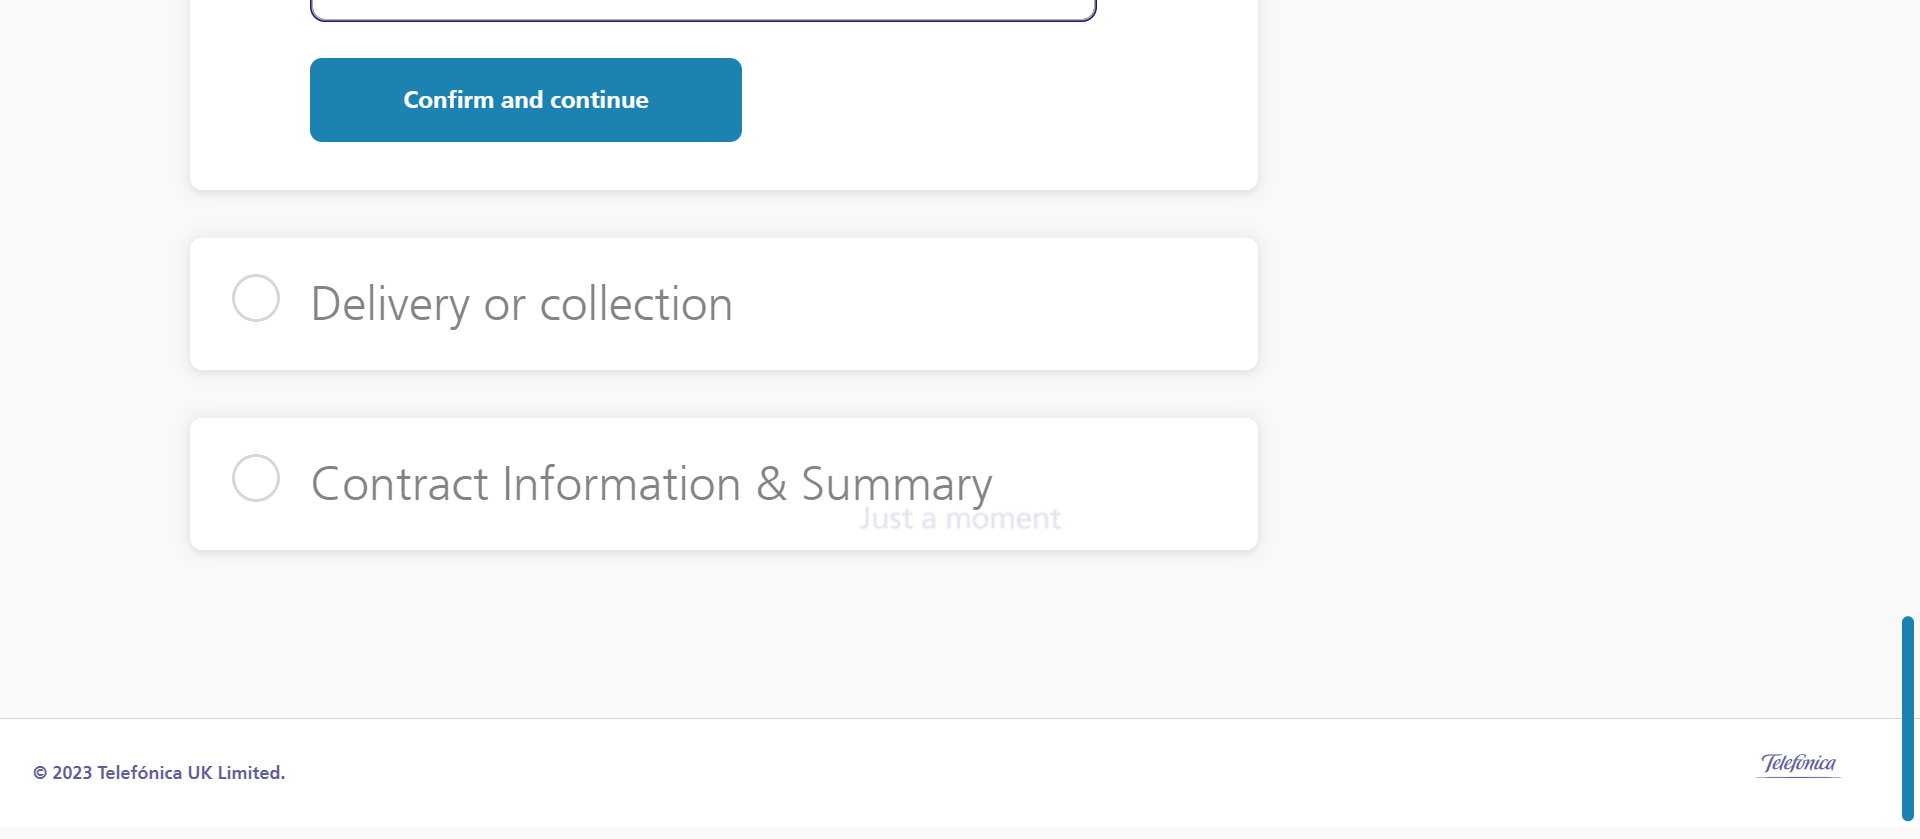 Confirm and continue
Delivery or collection
Contract Information & Summary
Just a moment
© 2023 Telefónica UK Limited.
Telefónica